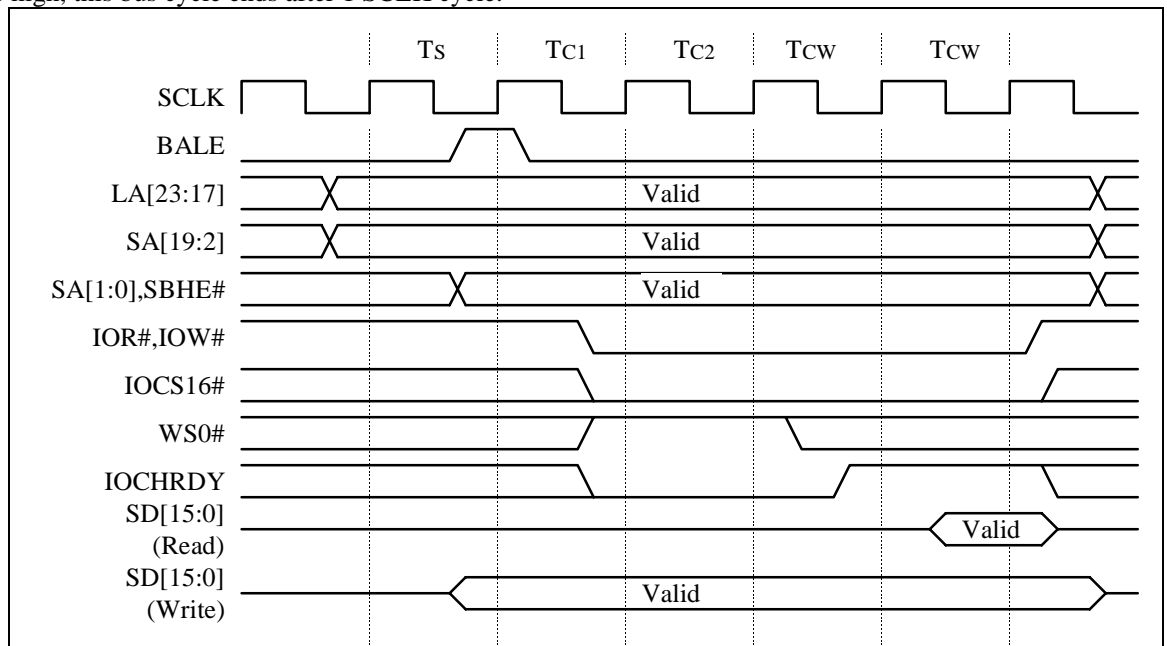 high, this bus cycle ends after 1 SCLK cycle.
Ts Tc1 Tc2 Tcw Tcw
SCLK
BALE
LA[23:17] Valid
SA[19:2] Valid
SA[1:0],SBHE# Valid
IOR#,IOW#
IOCS16#
WS0#
IOCHRDY
SD[15:0]
(Read) Valid
SD[15:0]
(Write) Valid